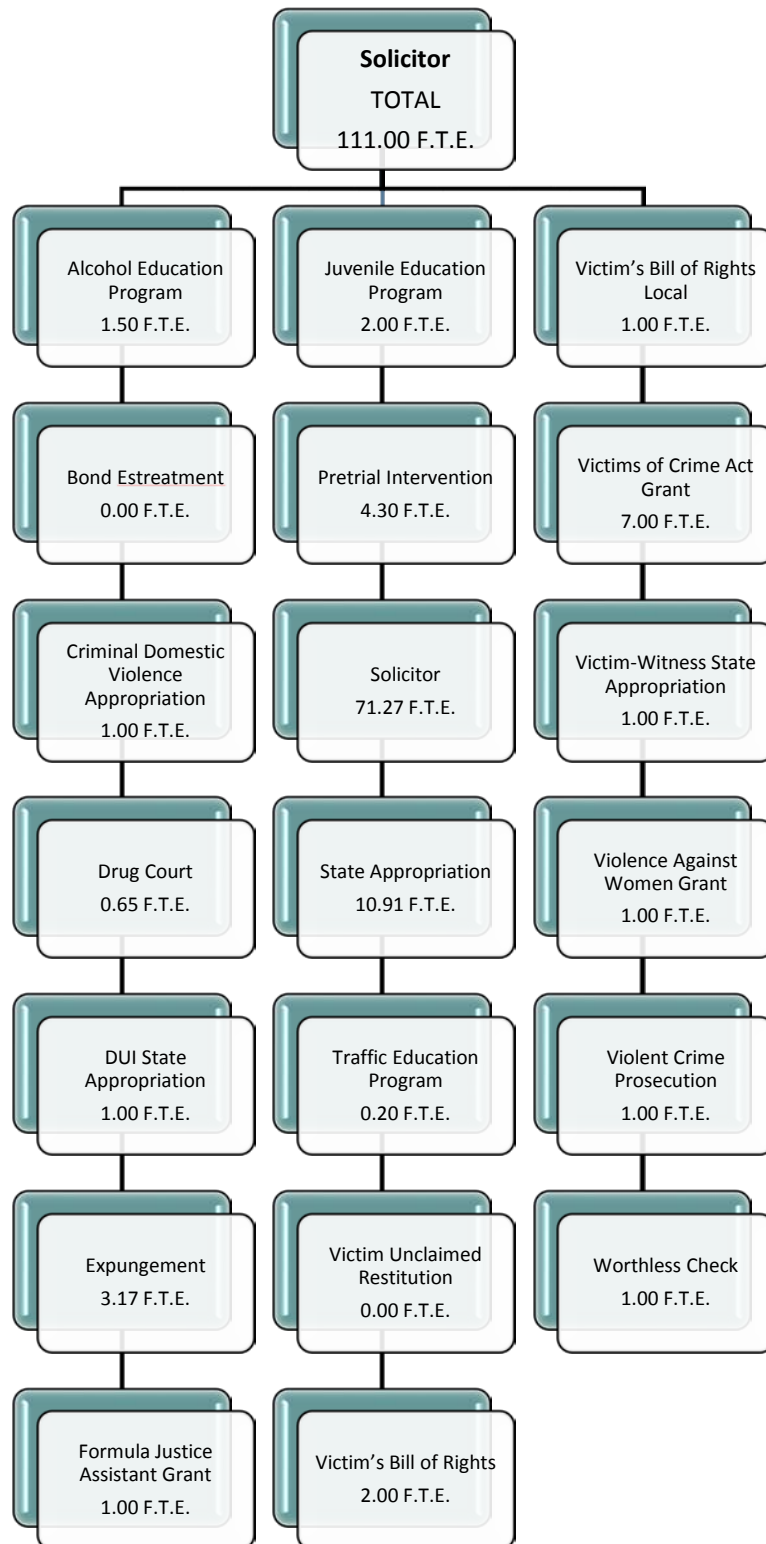 Solicitor
TOTAL
111.00 F.T.E.
Alcohol Education
Program
1.50 F.T.E.
Bond Estreatment
0.00 F.T.E.
Criminal Domestic
Violence
Appropriation
1.00 F.T.E.
Drug Court
0.65 F.T.E.
DUI State
Appropriation
1.00 F.T.E.
Expungement
3.17 F.T.E.
Formula Justice
Assistant Grant
1.00 F.T.E.
Juvenile Education
Program
2.00 F.T.E.
Pretrial Intervention
4.30 F.T.E.
Solicitor
71.27 F.T.E.
State Appropriation
10.91 F.T.E.
Traffic Education
Program
0.20 F.T.E.
Victim Unclaimed
Restitution
0.00 F.T.E.
Victim’s Bill of Rights
2.00 F.T.E.
Victim’s Bill of Rights
Local
1.00 F.T.E.
Victims of Crime Act
Grant
7.00 F.T.E.
Victim-Witness State
Appropriation
1.00 F.T.E.
Violence Against
Women Grant
1.00 F.T.E.
Violent Crime
Prosecution
1.00 F.T.E.
Worthless Check
1.00 F.T.E.